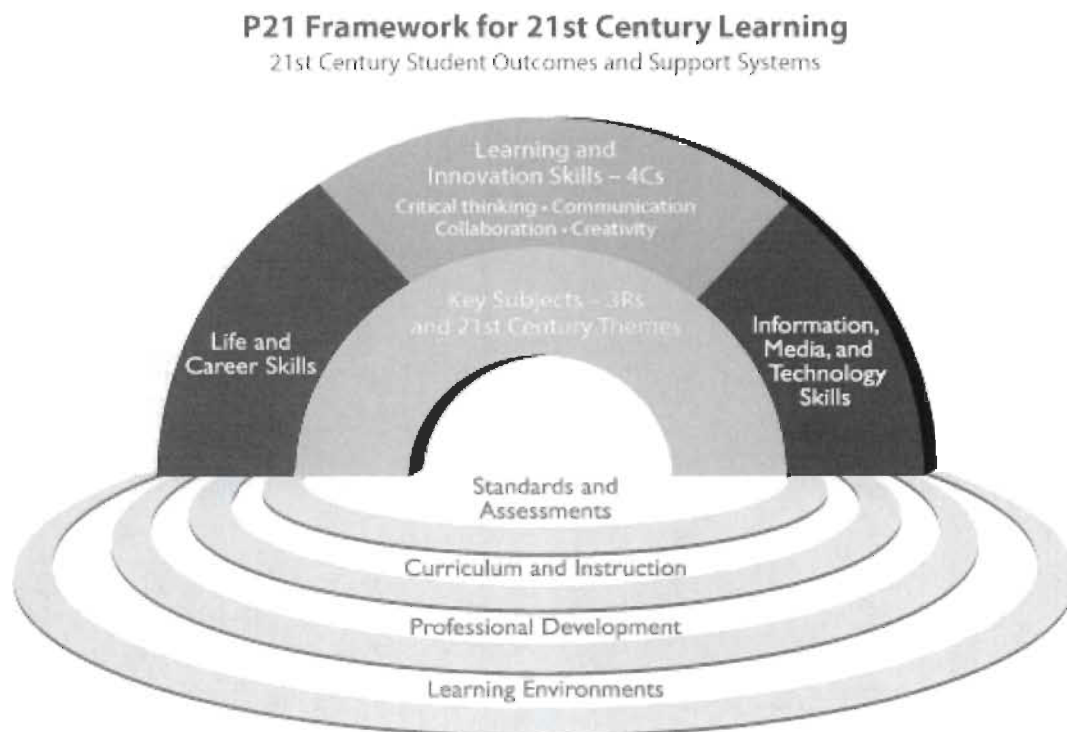 P21 Framework for 21st Century Learning
21st Century Student Outcomes and Support Systems
Learning and
Innovation Skills – 4Cs
Critical thinking • Communication
Collaboration • Creativity
Key Subjects – 3Rs
and 21st Century Themes
Life and
Career Skills
Information,
Media, and
Technology
Skills
Standards and
Assessments
Curriculum and Instruction
Professional Development
Learning Environments